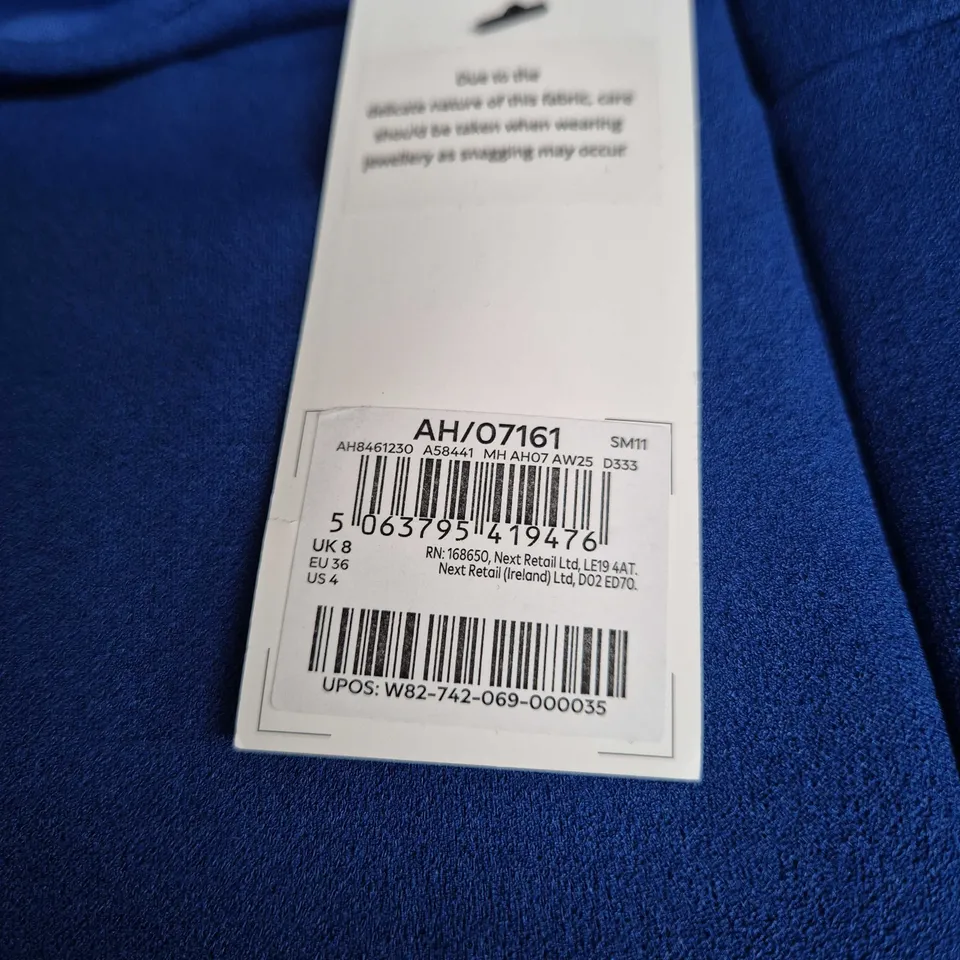 Due to the
delicate nature of this fabric, care
should be taken when wearing
jewellery as snagging may occur
AH/07161 SM11
AH8461230 A58441 MH AH07 AW25 D333
5 063795 419476
UK 8
EU 36
US 4
RN: 168650, Next Retail Ltd, LE19 4AT.
Next Retail (Ireland) Ltd, D02 ED70.
UPOS: W82-742-069-000035